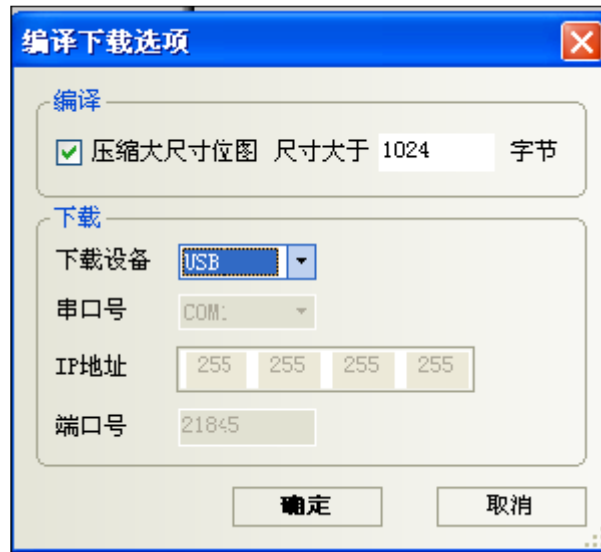 编译下载选项
编译
压缩大尺寸位图 尺寸大于 1024 字节
下载
下载设备 USB
串口号 COM1
IP地址 255 255 255 255
端口号 21845
确定 取消